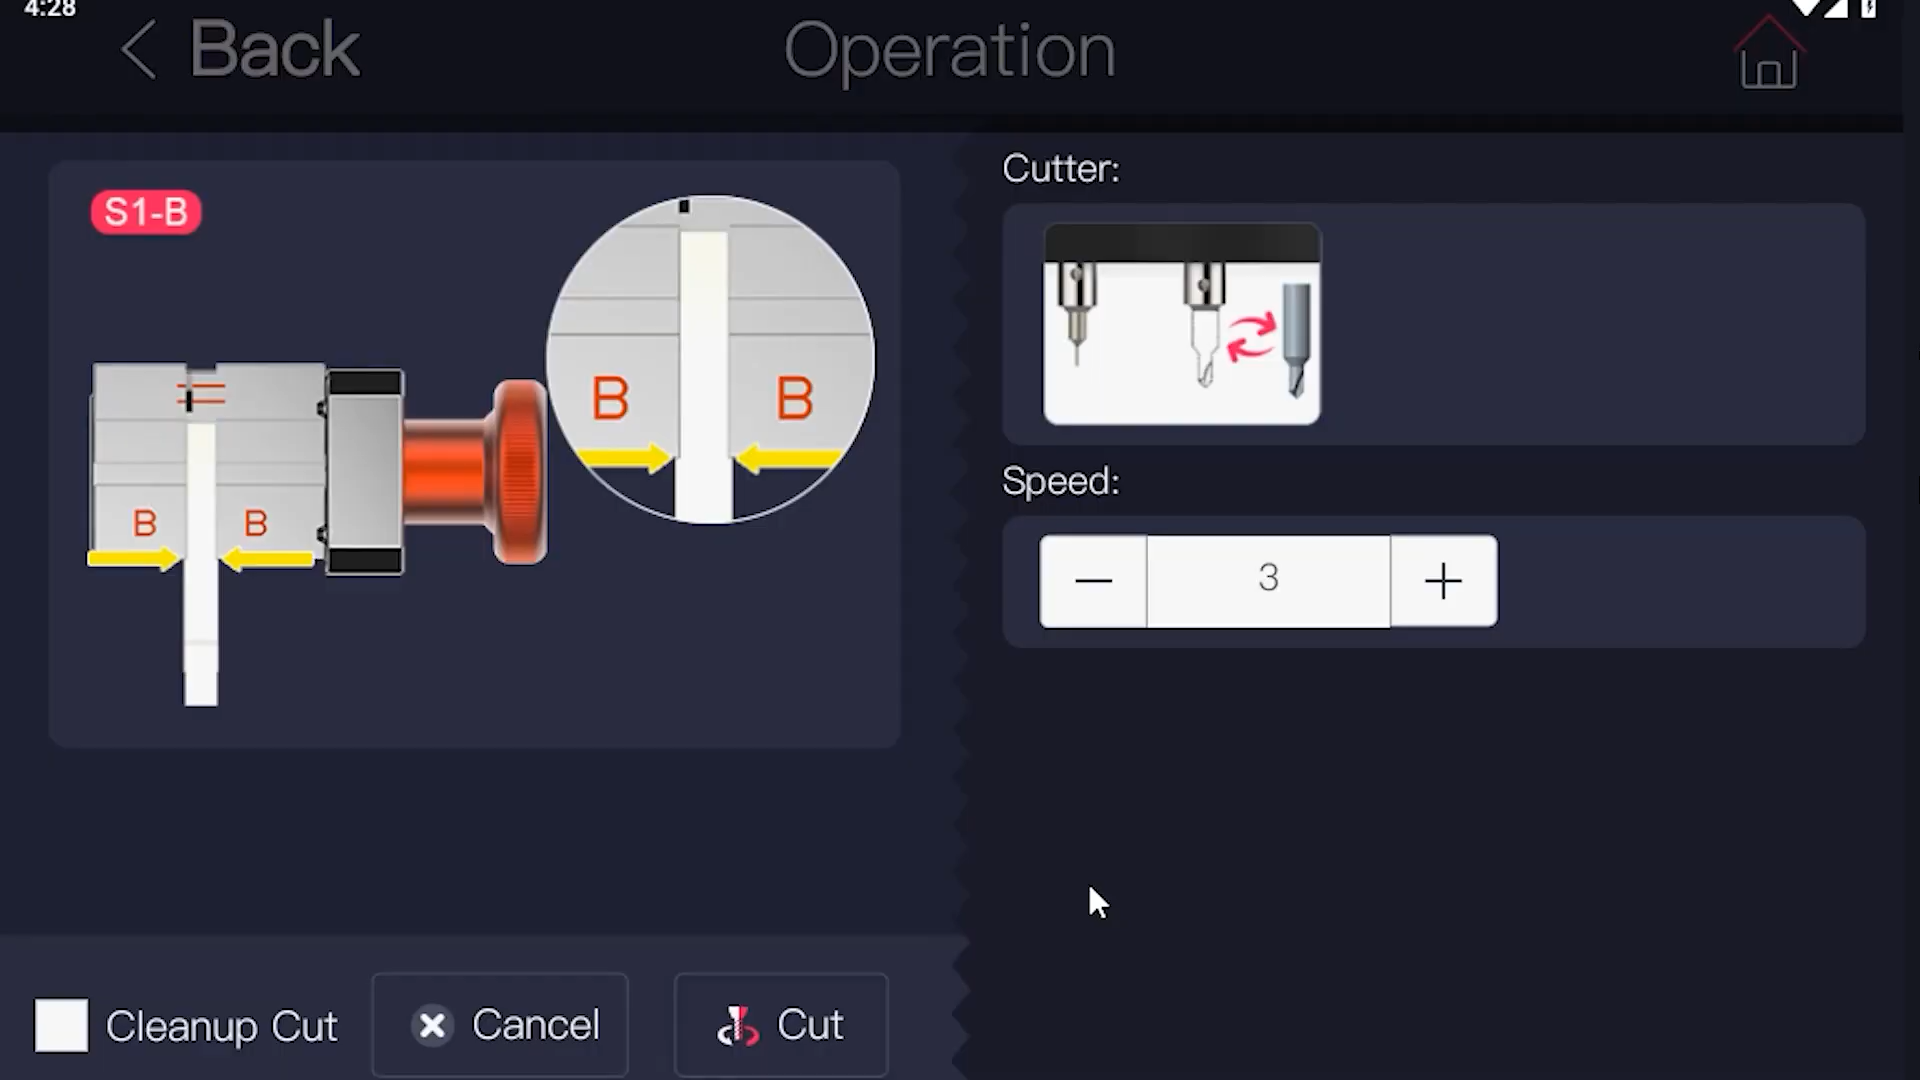 4:28
Back
Operation
S1-B
B B
B B
Cutter:
Speed:
3
Cleanup Cut
Cancel
Cut